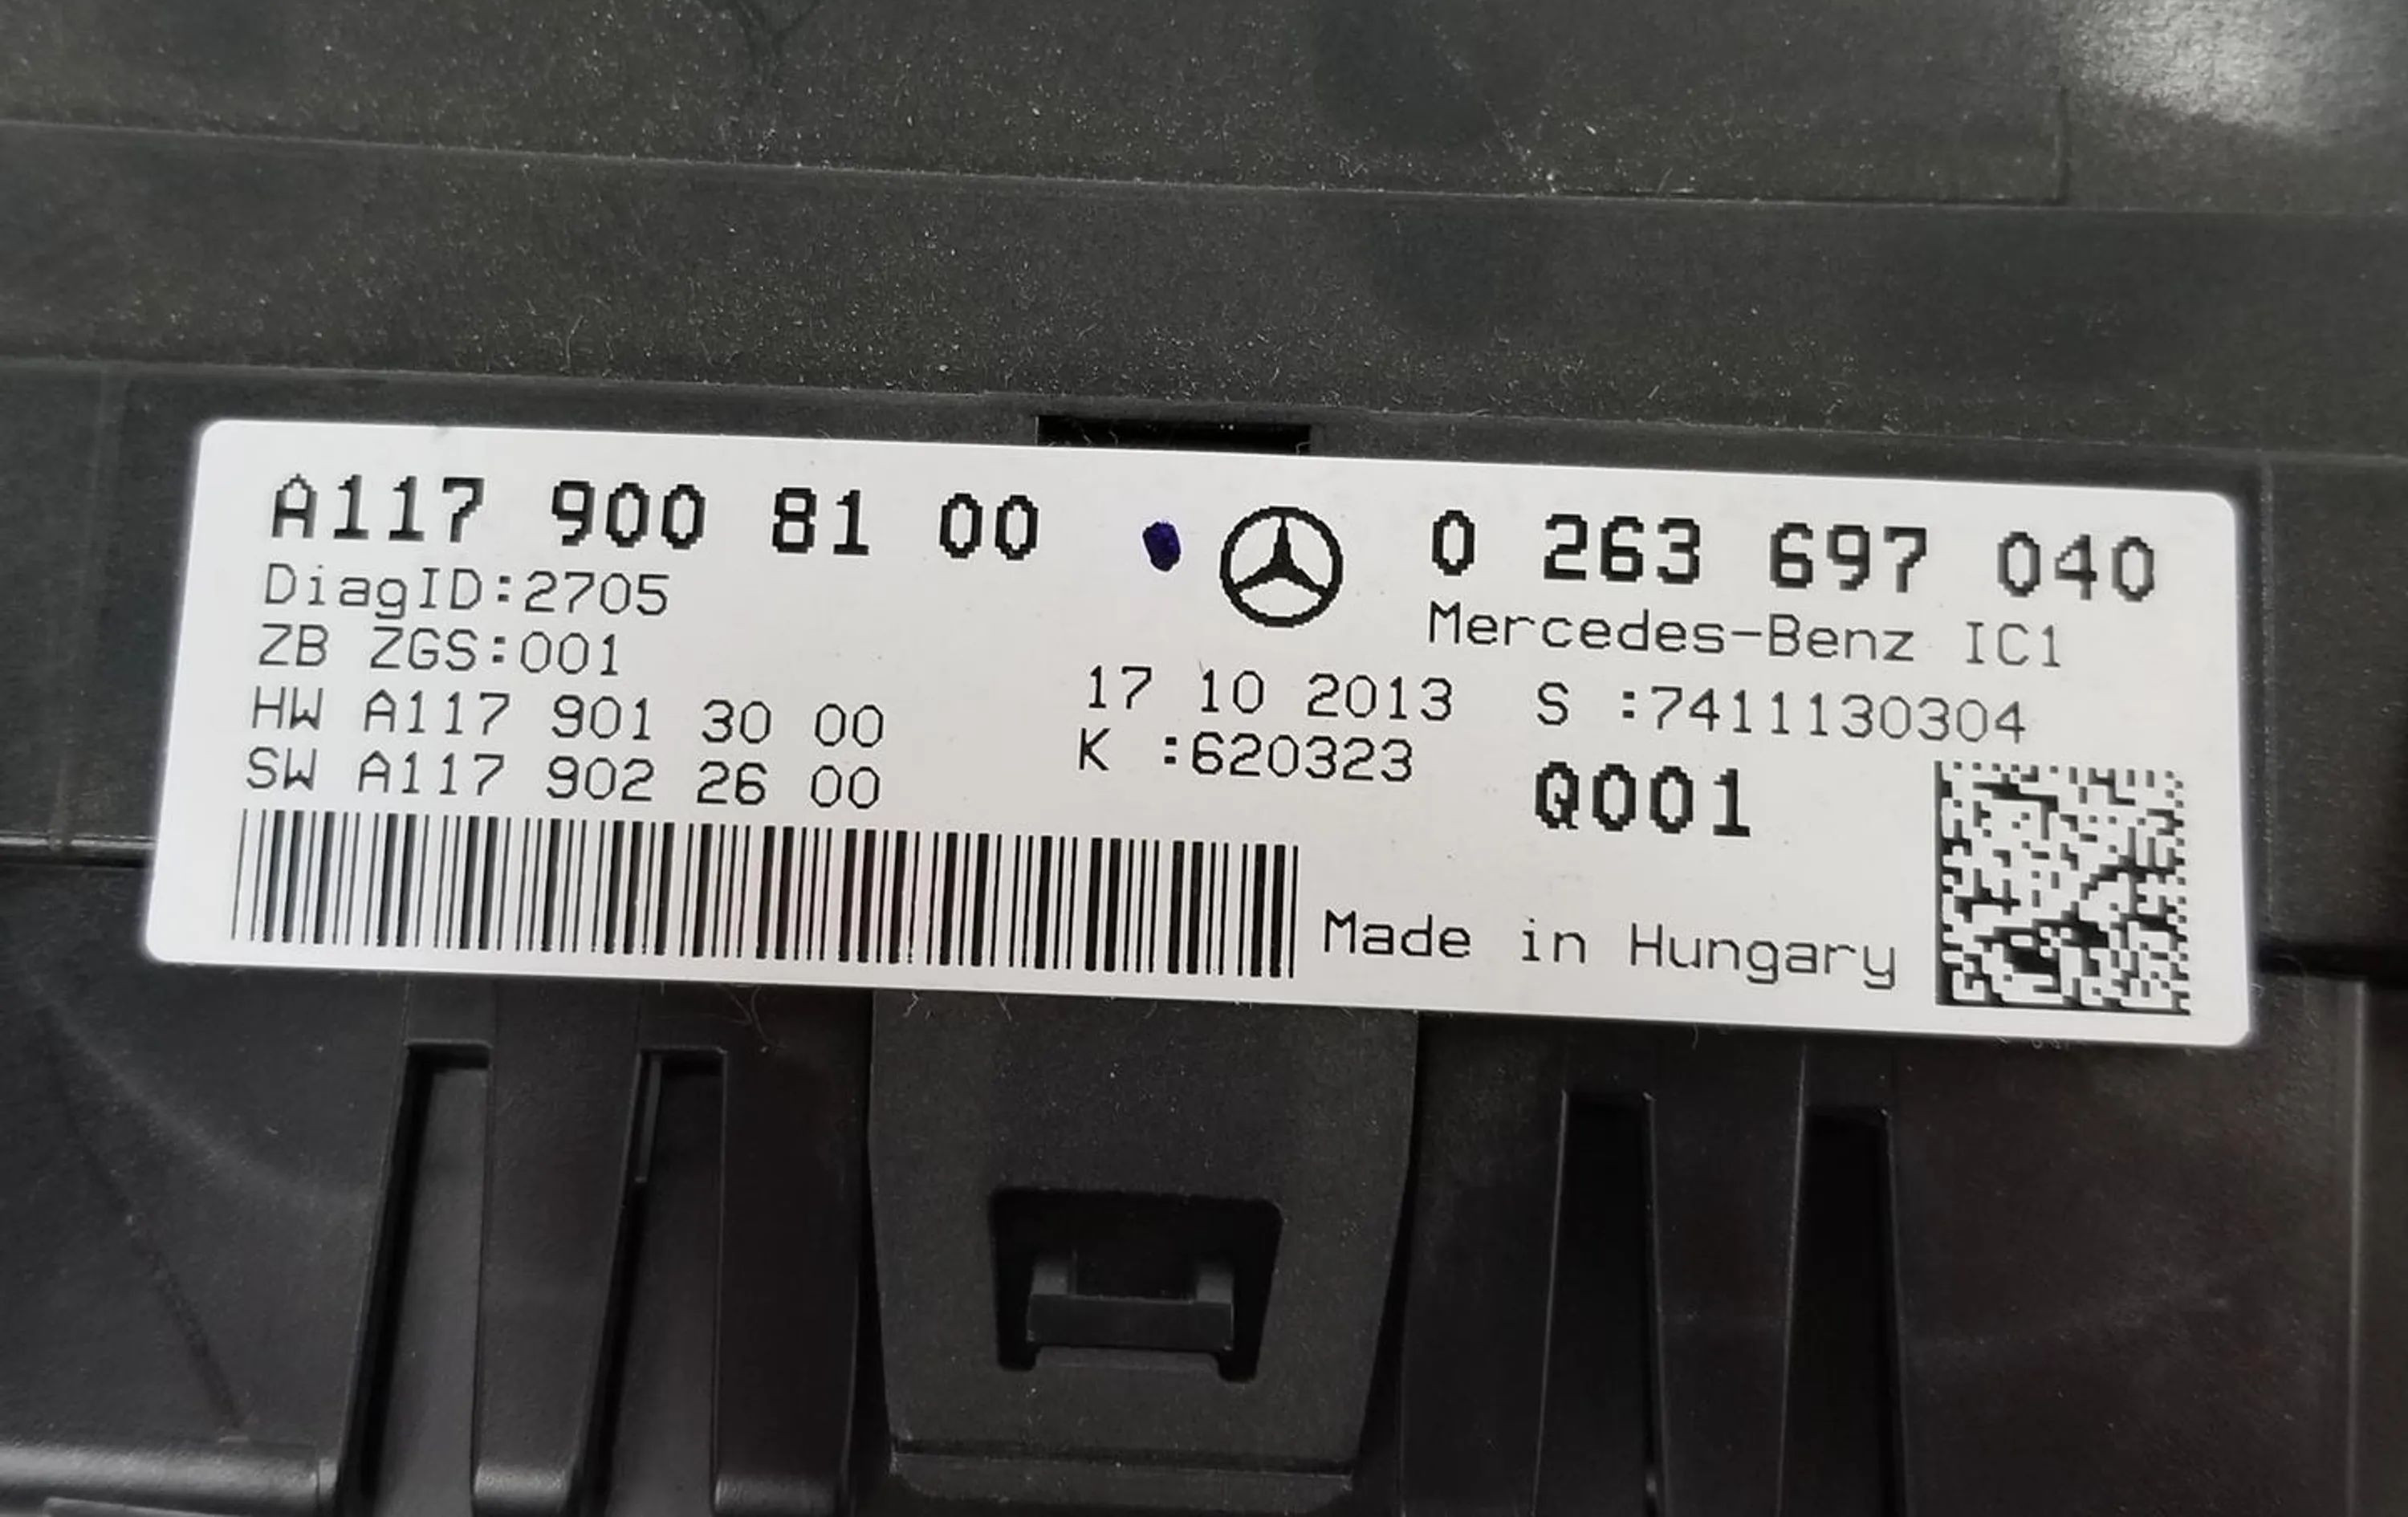 A117 900 81 00
DiagID:2705
ZB ZGS:001
HW A117 901 30 00
SW A117 902 26 00
0 263 697 040
Mercedes-Benz IC1
17 10 2013 S :7411130304
K :620323 Q001
Made in Hungary